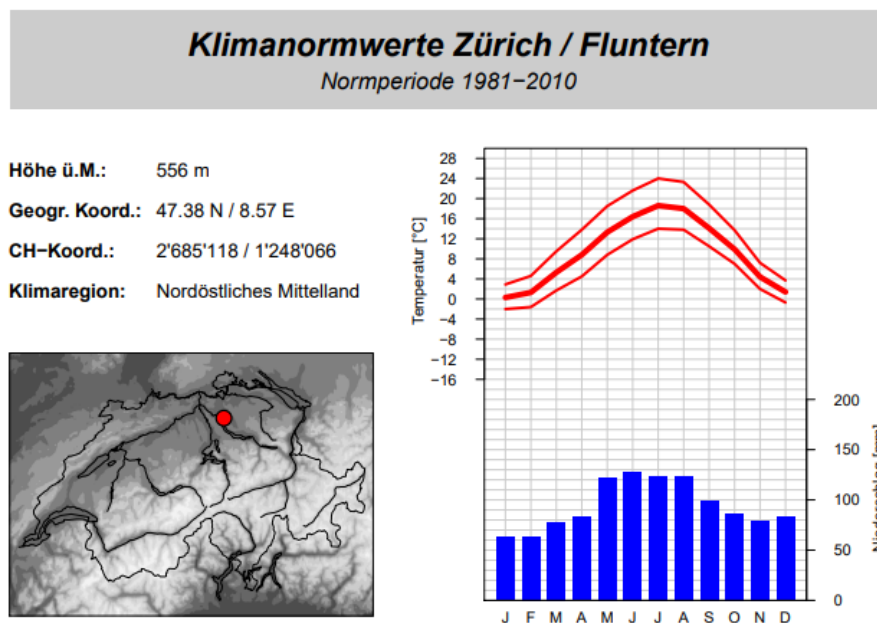 Klimanormwerte Zürich / Fluntern
Normperiode 1981−2010
Höhe ü.M.: 556 m
Geogr. Koord.: 47.38 N / 8.57 E
CH−Koord.: 2'685'118 / 1'248'066
Klimaregion: Nordöstliches Mittelland
Temperatur [°C]
28
24
20
16
12
8
4
0
−4
−8
−12
−16
200
150
100
50
0
Niederschlag [mm]
J F M A M J J A S O N D